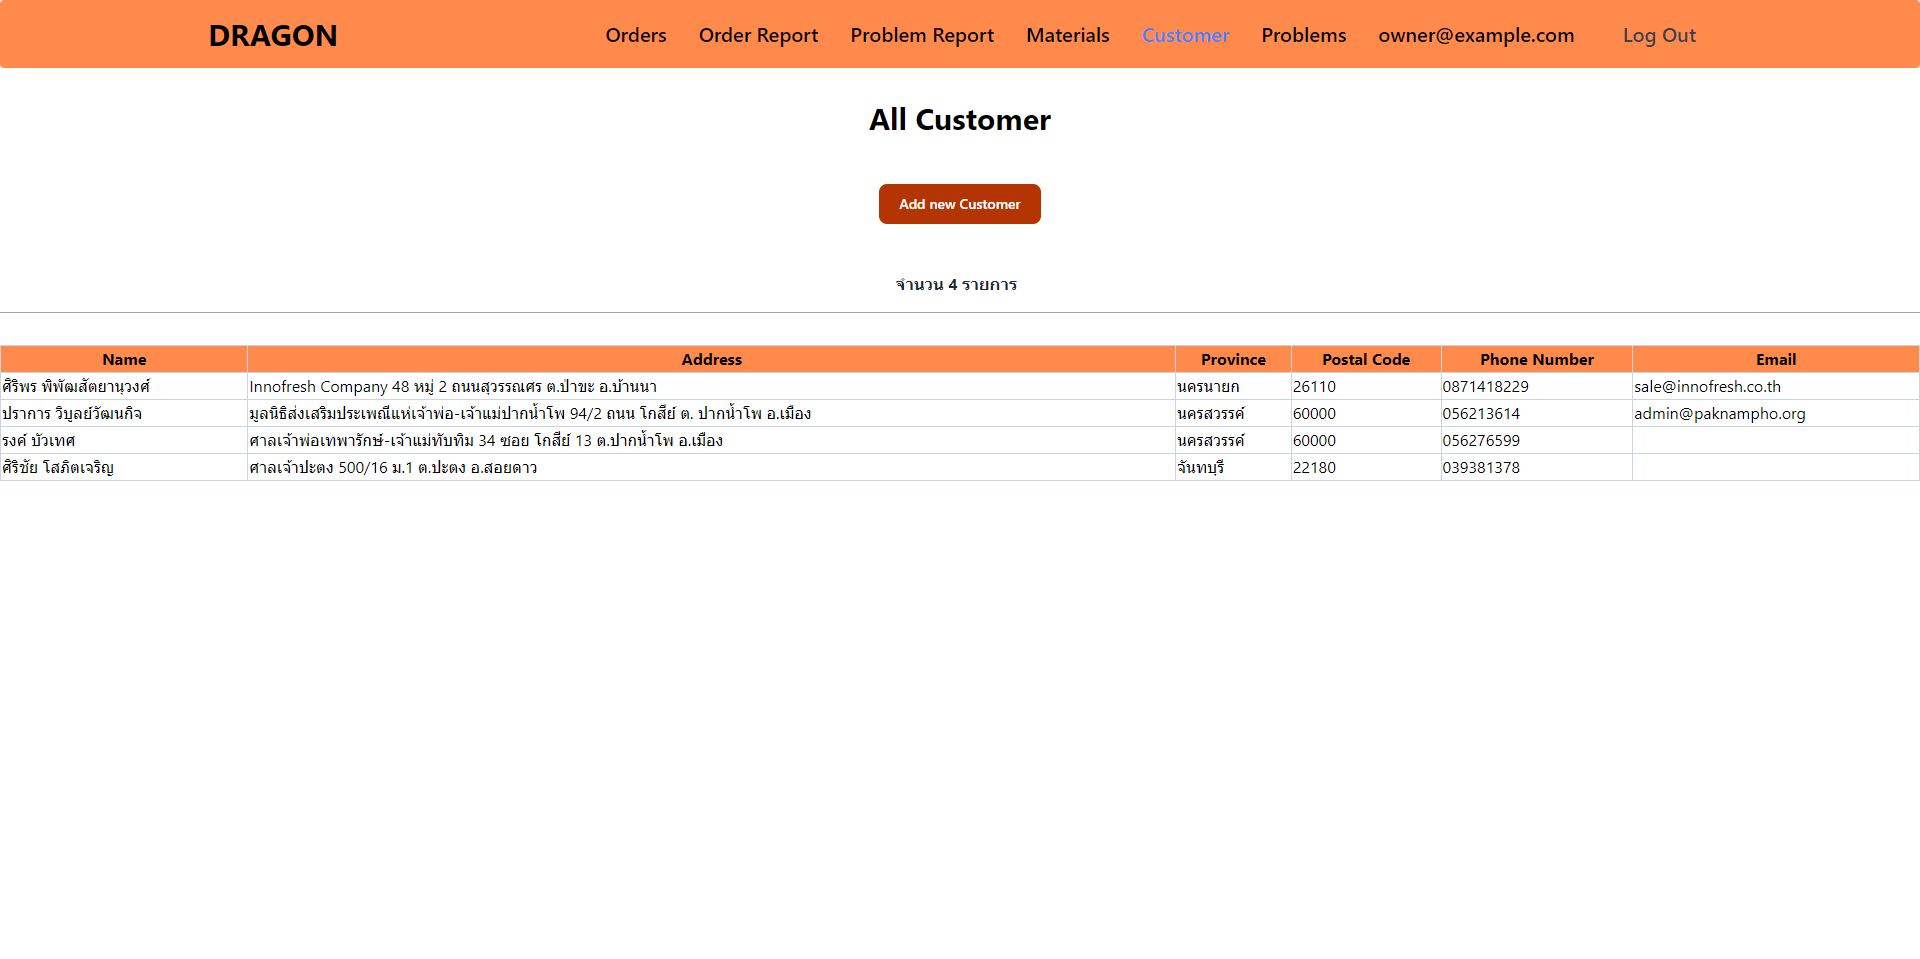 DRAGON Orders Order Report Problem Report Materials Customer Problems owner@example.com Log Out
All Customer
Add new Customer
จำนวน 4 รายการ
Name Address Province Postal Code Phone Number Email
ศิริพร พิพัฒสัตยานุวงศ์ Innofresh Company 48 หมู่ 2 ถนนสุวรรณศร ต.ป่าขะ อ.บ้านนา นครนายก 26110 0871418229 sale@innofresh.co.th
ปราการ วิบูลย์วัฒนกิจ มูลนิธิส่งเสริมประเพณีแห่เจ้าพ่อ-เจ้าแม่ปากน้ำโพ 94/2 ถนน โกสีย์ ต. ปากน้ำโพ อ.เมือง นครสวรรค์ 60000 056213614 admin@paknampho.org
รงค์ บัวเทศ ศาลเจ้าพ่อเทพารักษ์-เจ้าแม่ทับทิม 34 ซอย โกสีย์ 13 ต.ปากน้ำโพ อ.เมือง นครสวรรค์ 60000 056276599
ศิริชัย โสภิตเจริญ ศาลเจ้าปะตง 500/16 ม.1 ต.ปะตง อ.สอยดาว จันทบุรี 22180 039381378